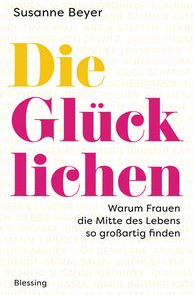 Susanne Beyer
Die
Glück
lichen
Warum Frauen
die Mitte des Lebens
so großartig finden
Blessing